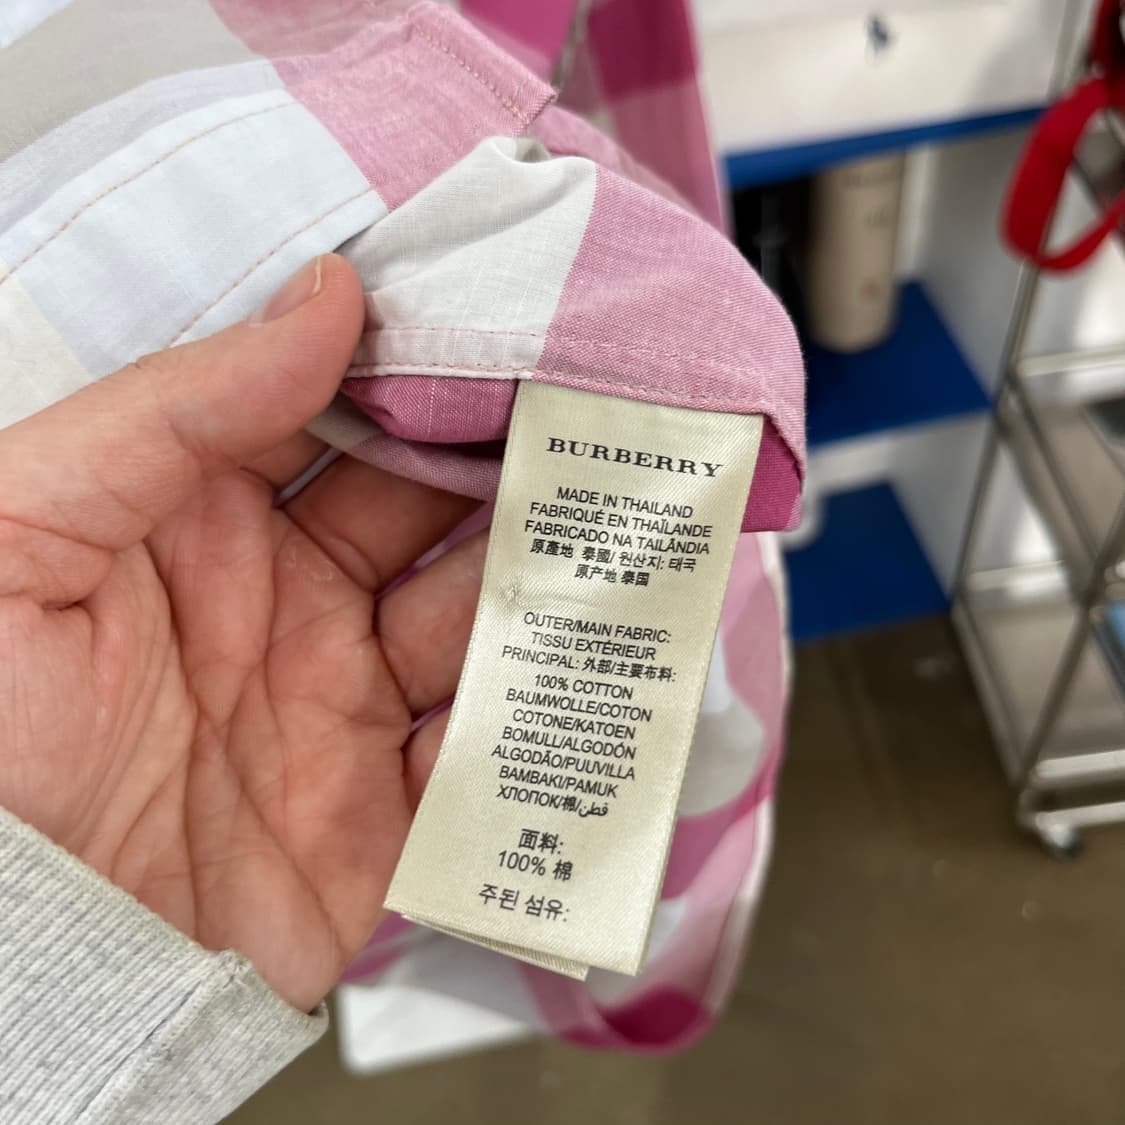 BURBERRY
MADE IN THAILAND
FABRIQUÉ EN THAÏLANDE
FABRICADO NA TAILÂNDIA
原產地 泰國/ 원산지: 태국
原产地 泰国
OUTER/MAIN FABRIC:
TISSU EXTÉRIEUR
PRINCIPAL: 外部/主要布料:
100% COTTON
BAUMWOLLE/COTON
COTONE/KATOEN
BOMULL/ALGODÓN
ALGODÃO/PUUVILLA
BAMBAKI/PAMUK
ХЛОПОК/棉/قطن
面料:
100% 棉
주된 섬유: